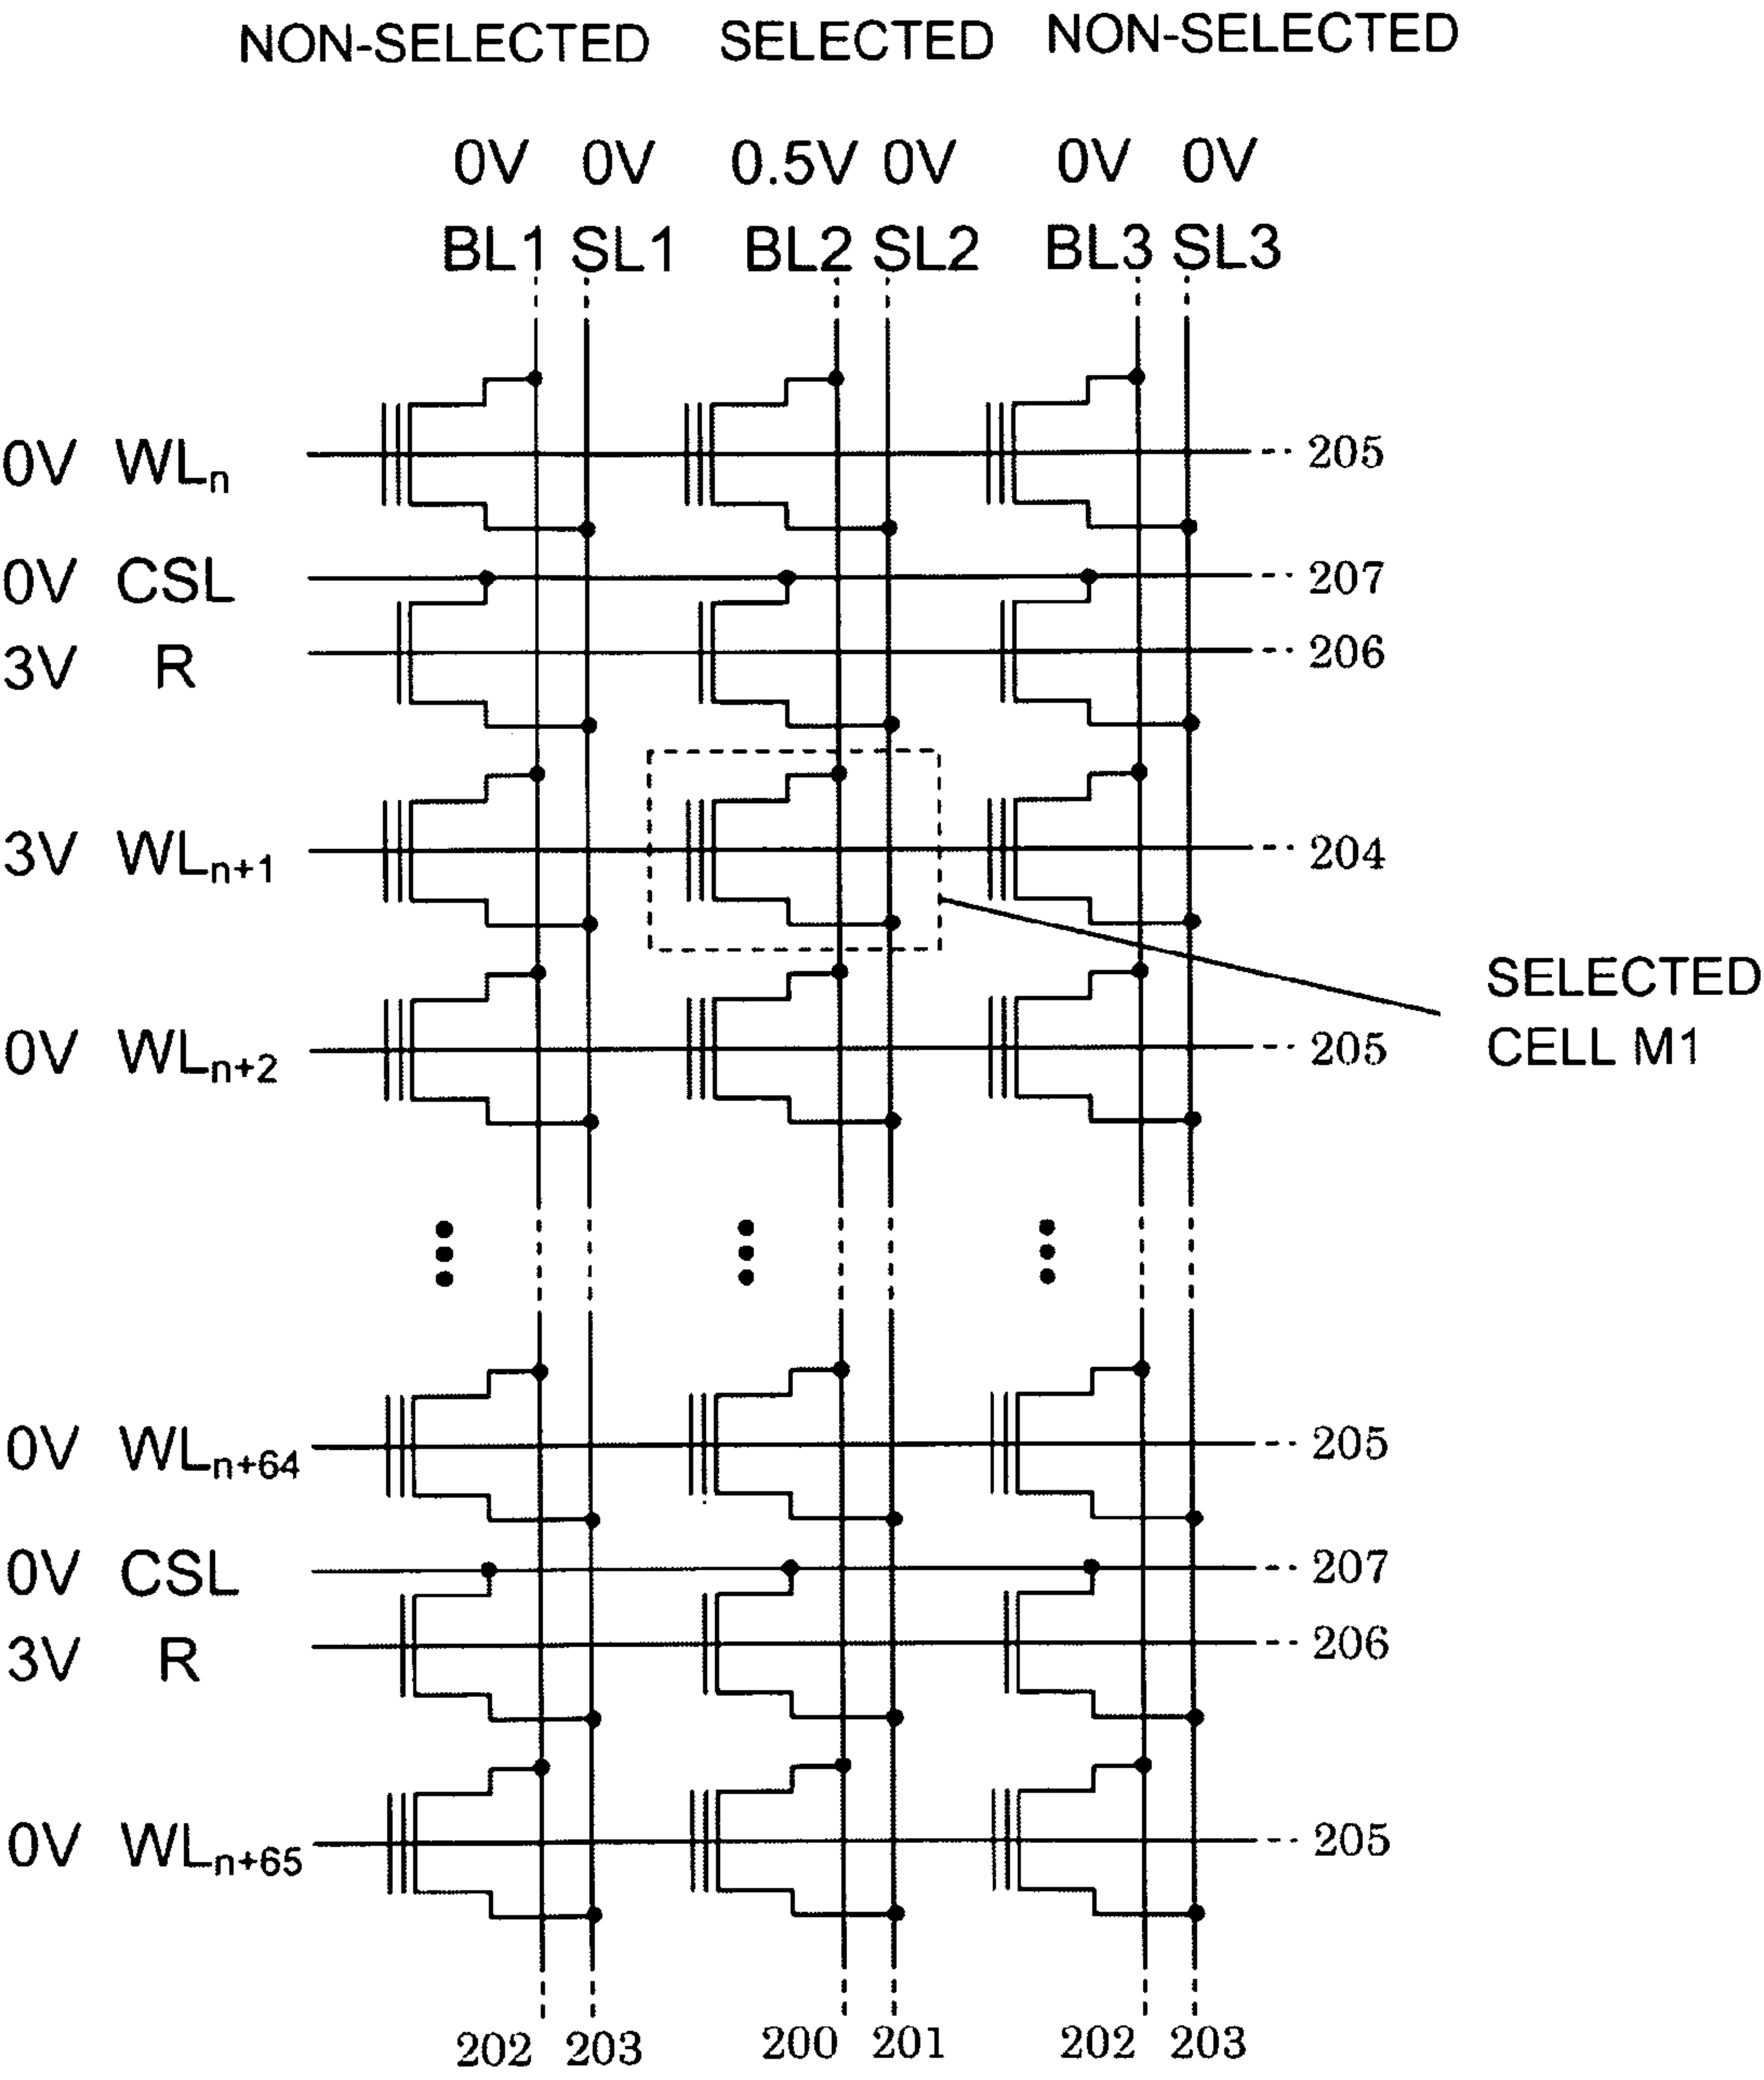 NON-SELECTED SELECTED NON-SELECTED
0V 0V 0.5V 0V 0V 0V
BL1 SL1 BL2 SL2 BL3 SL3
0V WLn 205
0V CSL 207
3V R 206
3V WLn+1 204
SELECTED
CELL M1
0V WLn+2 205
0V WLn+64 205
0V CSL 207
3V R 206
0V WLn+65 205
202 203 200 201 202 203